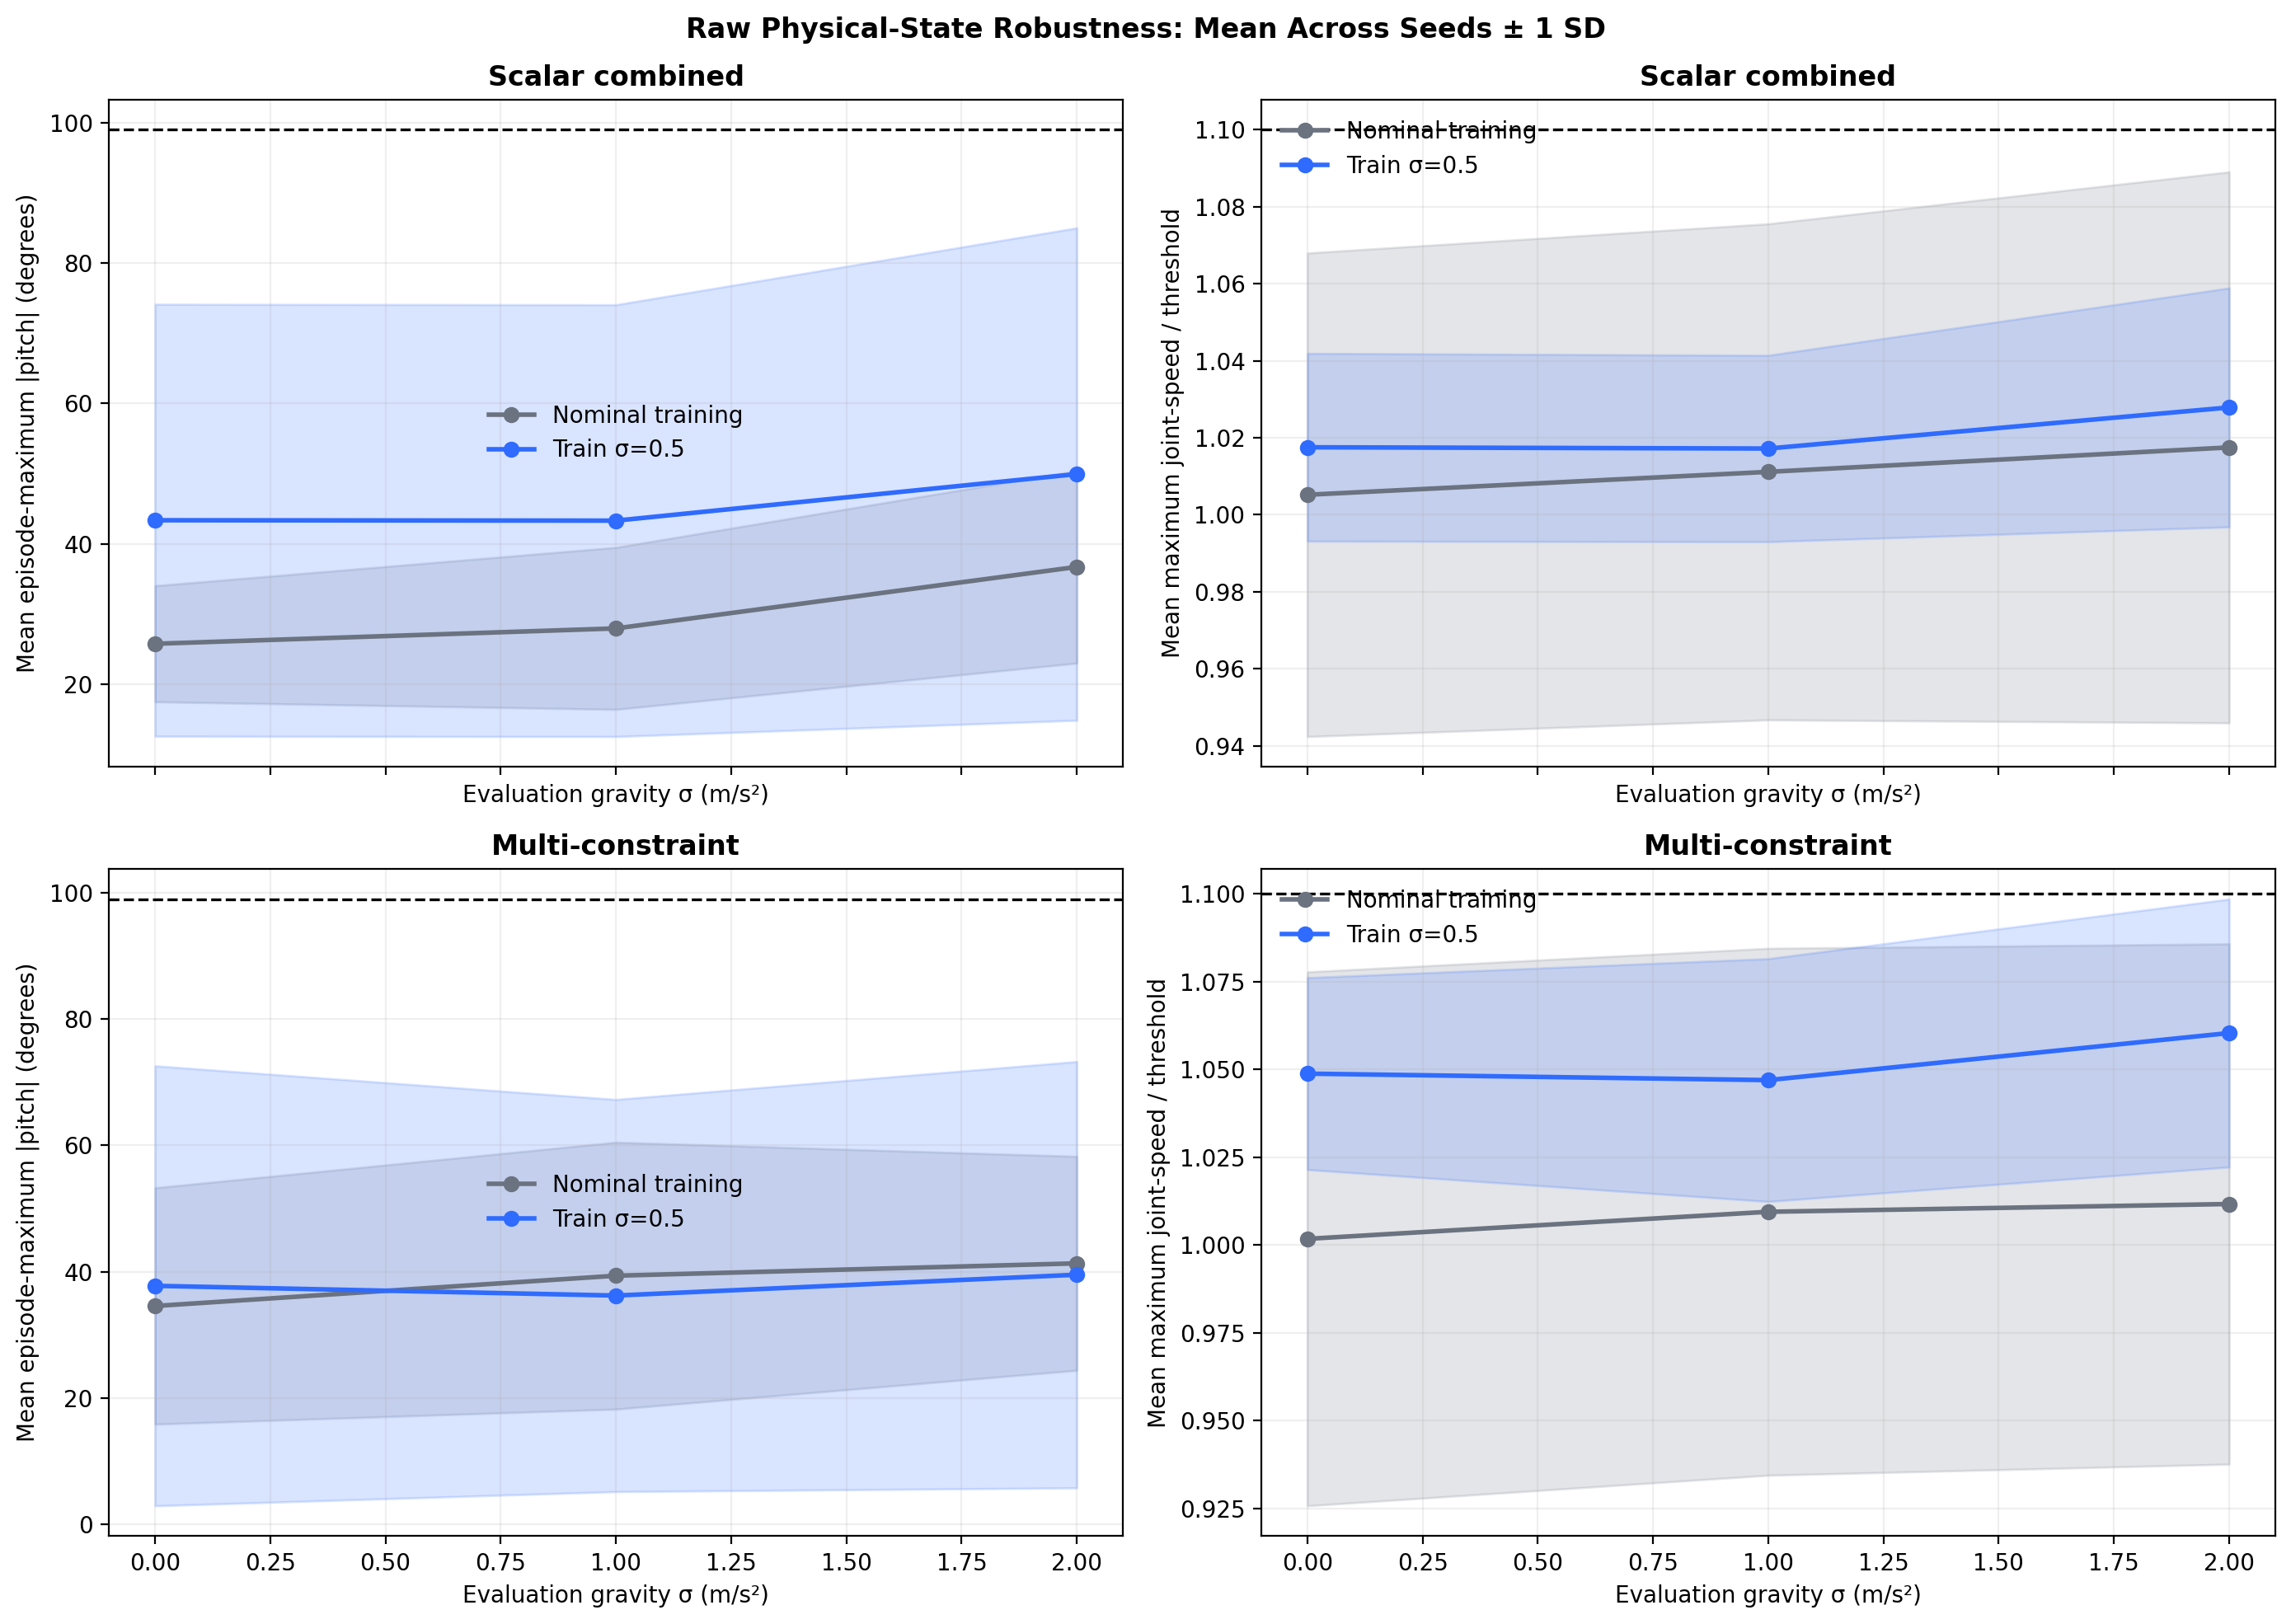 Raw Physical-State Robustness: Mean Across Seeds ± 1 SD
Scalar combined
Mean episode-maximum |pitch| (degrees)
100
80
60
40
20
Nominal training
Train σ=0.5
Evaluation gravity σ (m/s²)
Scalar combined
Mean maximum joint-speed / threshold
1.10
1.08
1.06
1.04
1.02
1.00
0.98
0.96
0.94
Nominal training
Train σ=0.5
Evaluation gravity σ (m/s²)
Multi-constraint
Mean episode-maximum |pitch| (degrees)
100
80
60
40
20
0
Nominal training
Train σ=0.5
0.00 0.25 0.50 0.75 1.00 1.25 1.50 1.75 2.00
Evaluation gravity σ (m/s²)
Multi-constraint
Mean maximum joint-speed / threshold
1.100
1.075
1.050
1.025
1.000
0.975
0.950
0.925
Nominal training
Train σ=0.5
0.00 0.25 0.50 0.75 1.00 1.25 1.50 1.75 2.00
Evaluation gravity σ (m/s²)